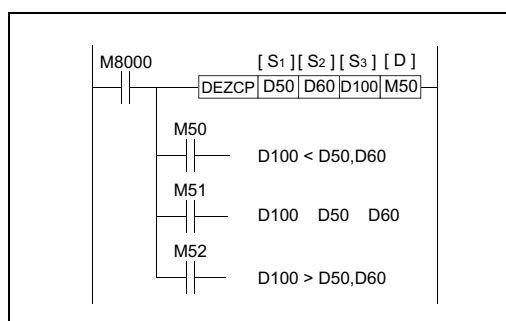 M8000
[ S1 ] [ S2 ] [ S3 ] [ D ]
DEZCP D50 D60 D100 M50
M50
D100 < D50,D60
M51
D100 D50 D60
M52
D100 > D50,D60